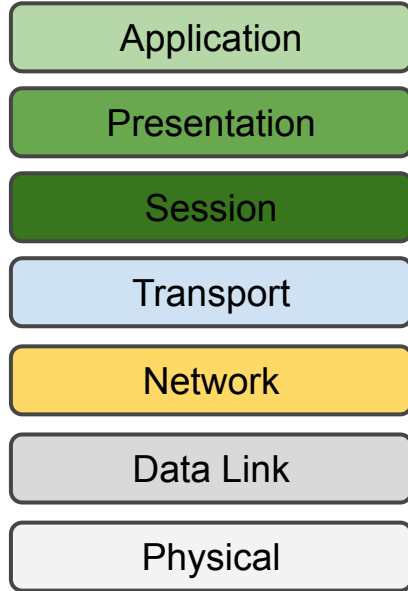 Application
Presentation
Session
Transport
Network
Data Link
Physical